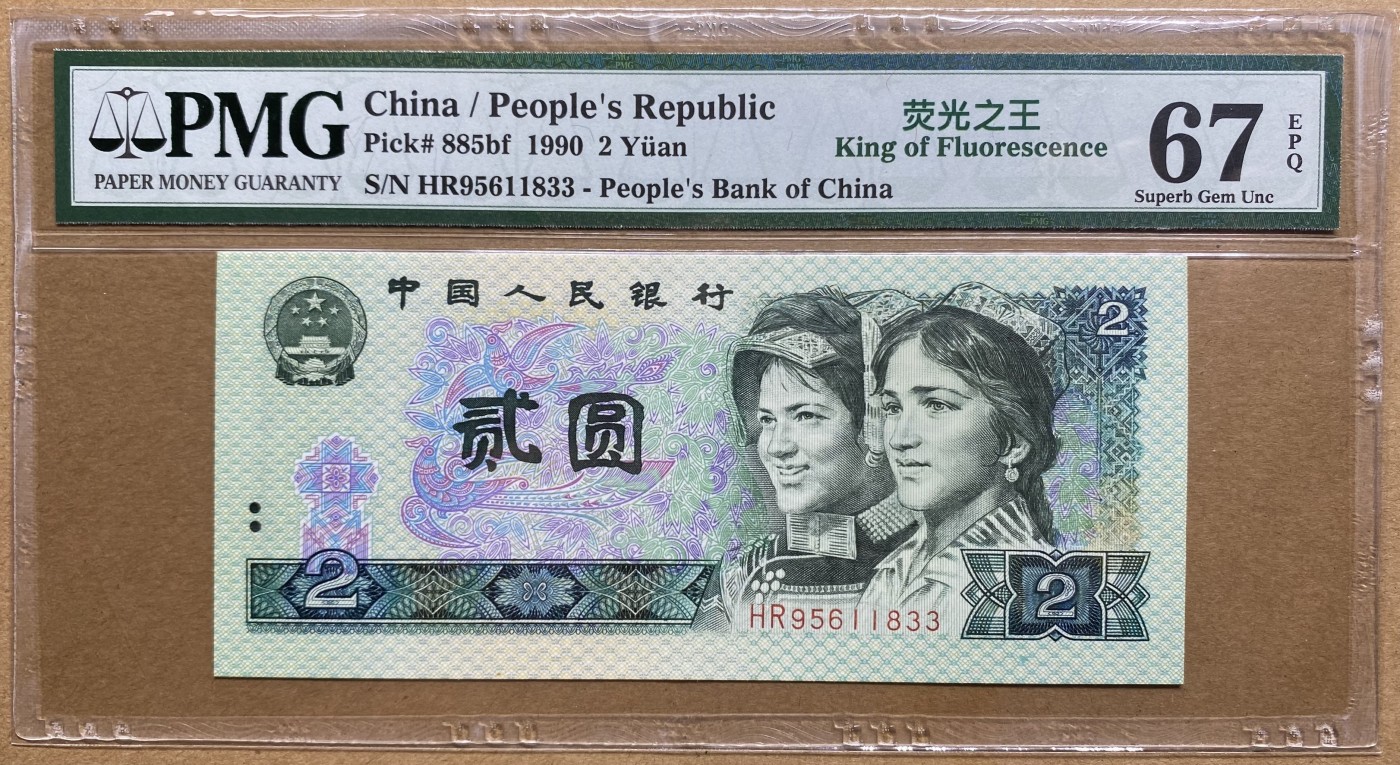 PMG
PAPER MONEY GUARANTY
China / People's Republic
Pick# 885bf 1990 2 Yüan
S/N HR95611833 - People's Bank of China
荧光之王
King of Fluorescence
67
EPQ
Superb Gem Unc
中国人民银行
2
贰圆
2
2
HR95611833